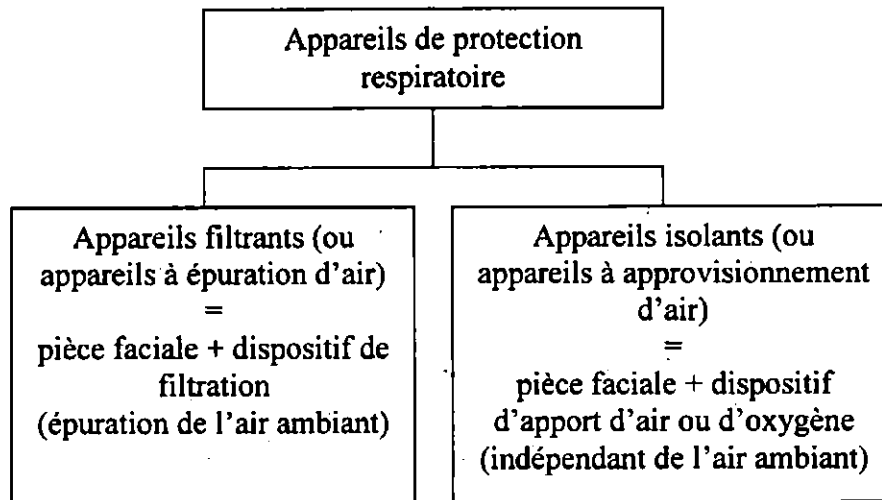 Appareils de protection
respiratoire
Appareils filtrants (ou
appareils à épuration d'air)
=
pièce faciale + dispositif de
filtration
(épuration de l'air ambiant)
Appareils isolants (ou
appareils à approvisionnement
d'air)
=
pièce faciale + dispositif
d'apport d'air ou d'oxygène
(indépendant de l'air ambiant)